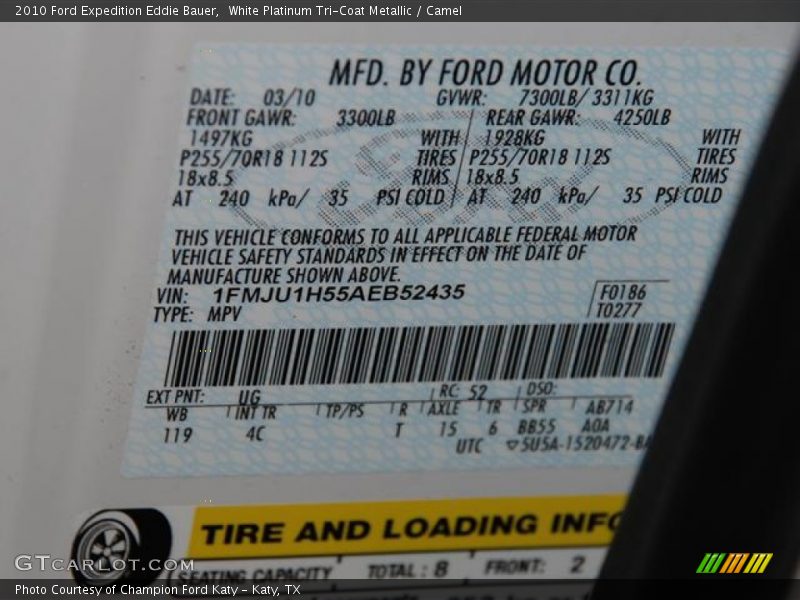 2010 Ford Expedition Eddie Bauer,  White Platinum Tri-Coat Metallic / Camel
MFD. BY FORD MOTOR CO.
DATE: 03/10 GVWR: 7300LB/ 3311KG
FRONT GAWR: 3300LB REAR GAWR: 4250LB
1497KG WITH 1928KG WITH
P255/70R18 112S TIRES P255/70R18 112S TIRES
18x8.5 RIMS 18x8.5 RIMS
AT 240 kPa/ 35 PSI COLD AT 240 kPa/ 35 PSI COLD
THIS VEHICLE CONFORMS TO ALL APPLICABLE FEDERAL MOTOR
VEHICLE SAFETY STANDARDS IN EFFECT ON THE DATE OF
MANUFACTURE SHOWN ABOVE.
VIN: 1FMJU1H55AEB52435 F0186
TYPE: MPV T0277
EXT PNT: UG RC: 52 DSO:
WB INT TR TP/PS R AXLE TR SPR AB714
119 4C T 15 6 BB55 A0A
UTC ▽5U5A-1520472-BA
TIRE AND LOADING INFO
SEATING CAPACITY TOTAL: 8 FRONT: 2
GTcarlot.com
Photo Courtesy of Champion Ford Katy - Katy, TX